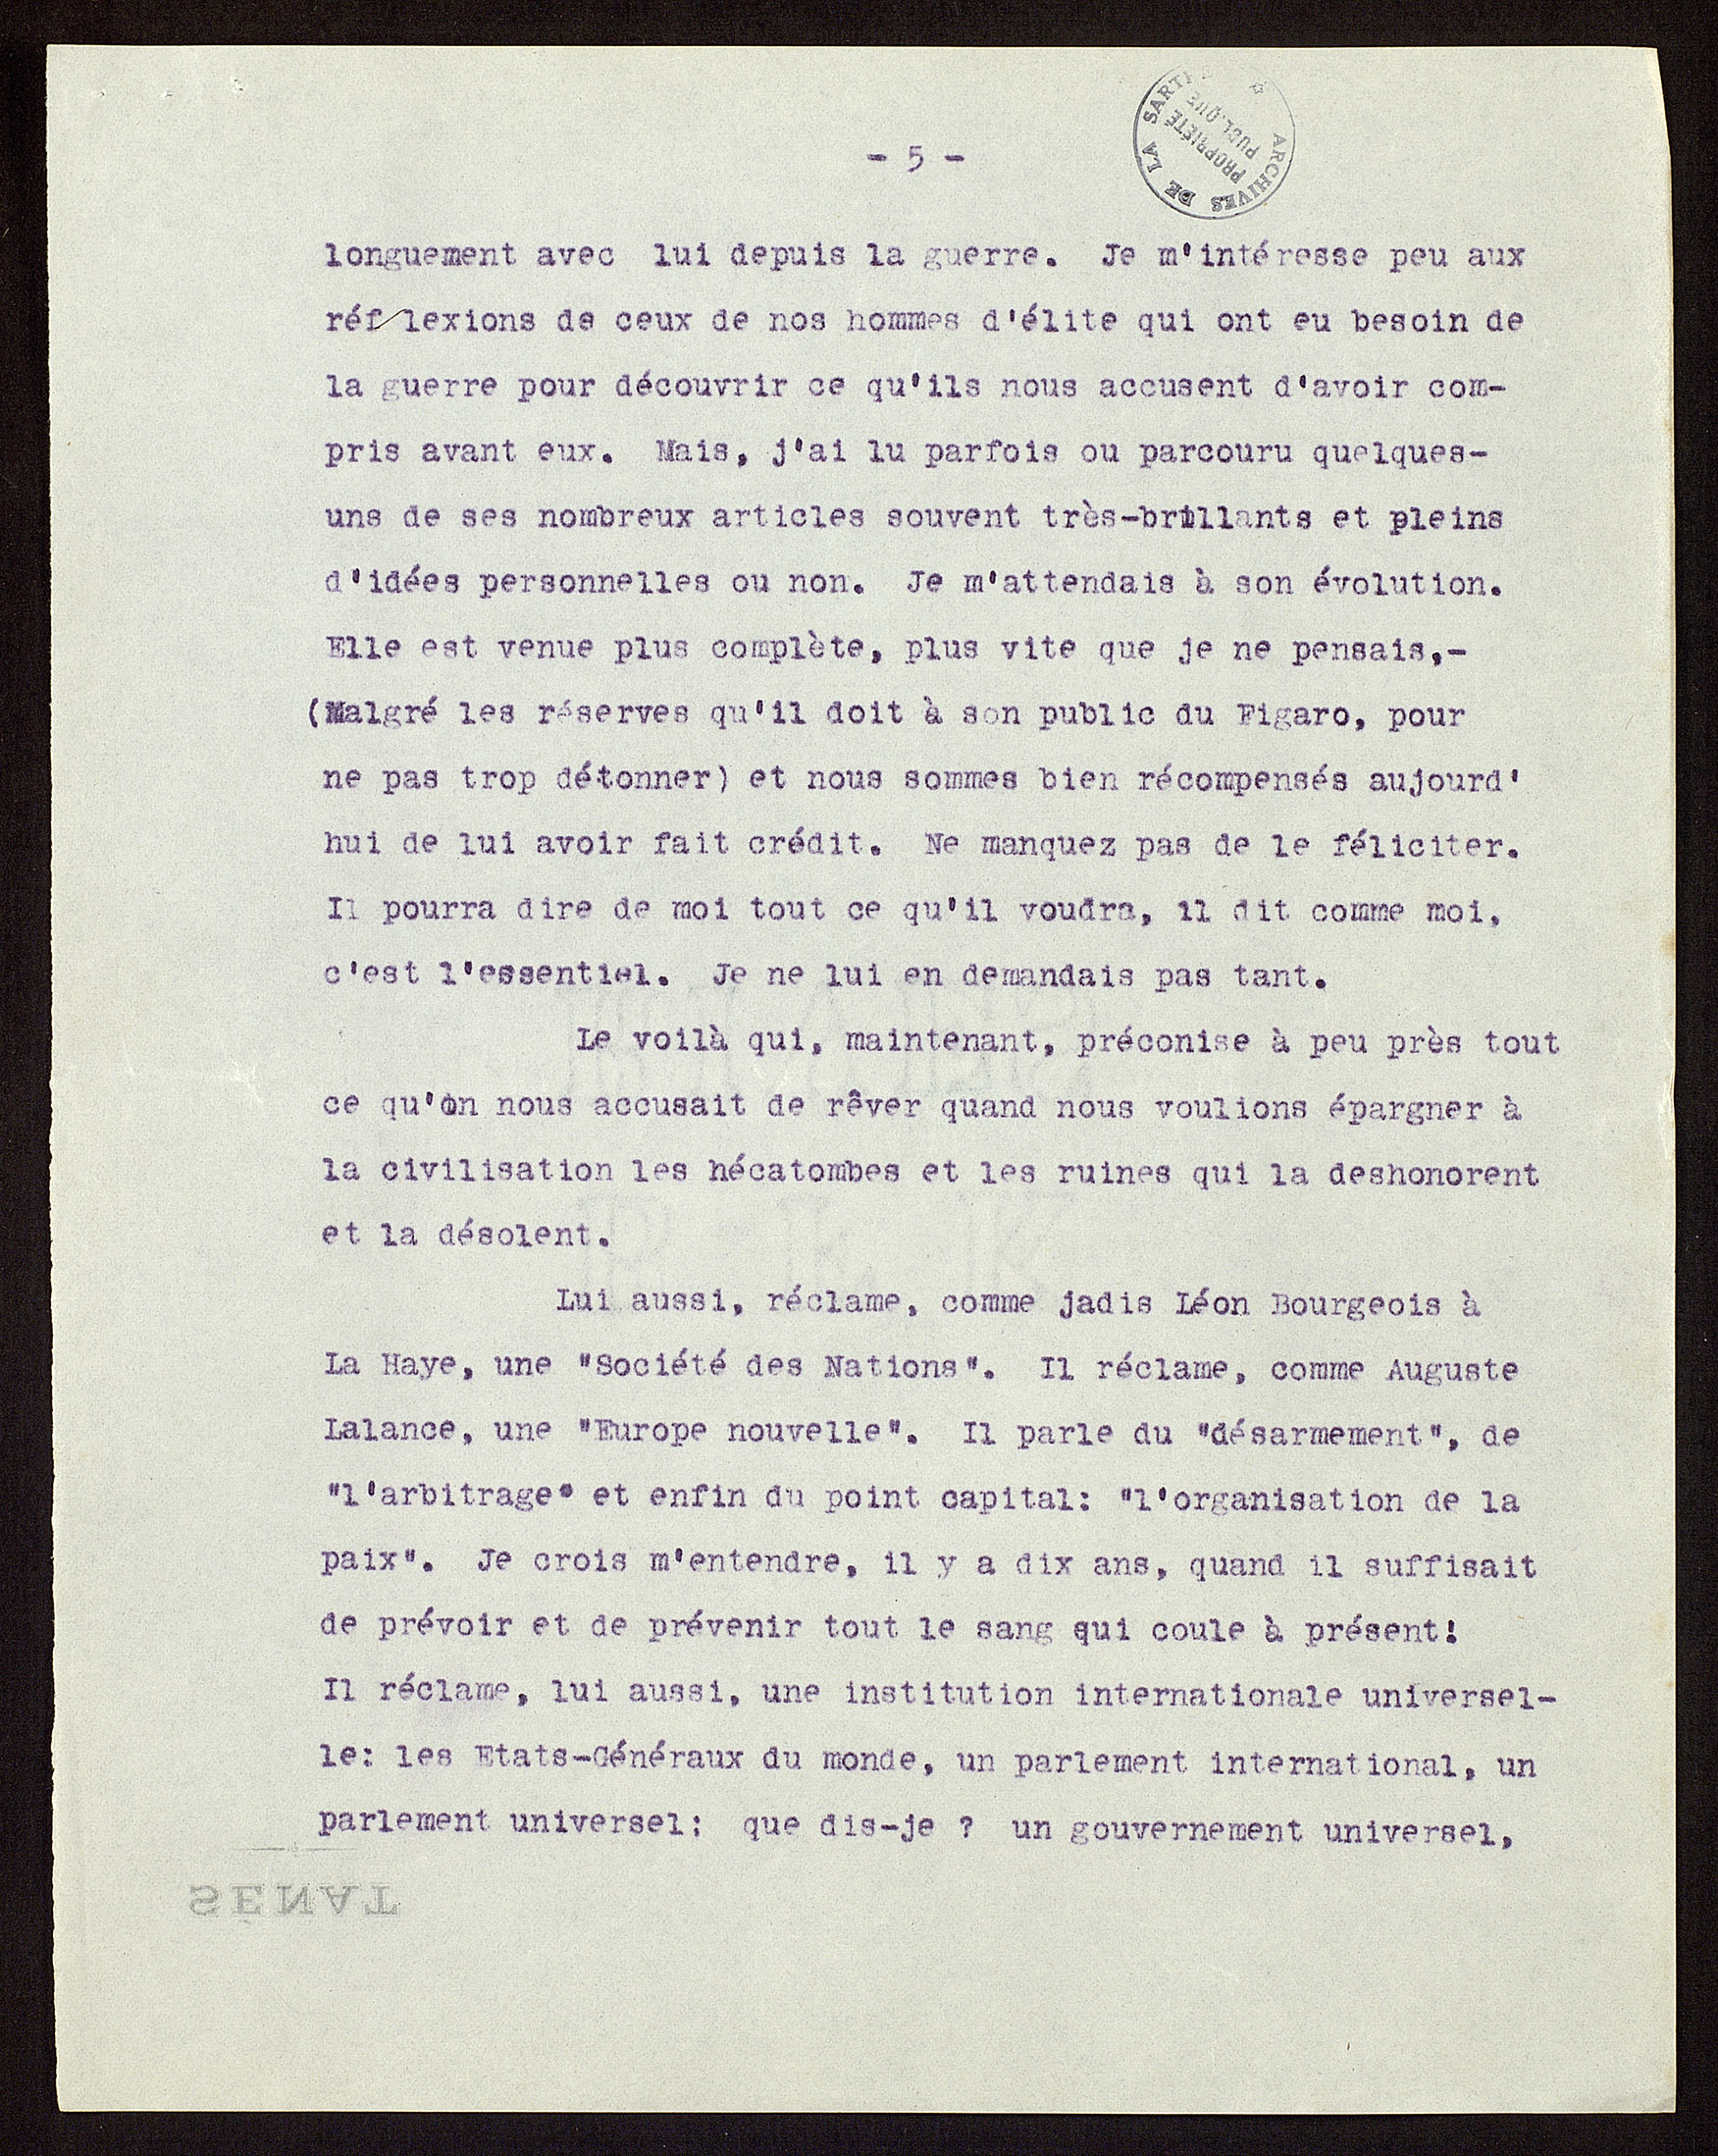 - 5 -
ARCHIVES DE LA SARTHE
PROPRIÉTÉ
PUBLIQUE
longuement avec lui depuis la guerre. Je m'intéresse peu aux
réflexions de ceux de nos hommes d'élite qui ont eu besoin de
la guerre pour découvrir ce qu'ils nous accusent d'avoir com-
pris avant eux. Mais, j'ai lu parfois ou parcouru quelques-
uns de ses nombreux articles souvent très-brillants et pleins
d'idées personnelles ou non. Je m'attendais à son évolution.
Elle est venue plus complète, plus vite que je ne pensais,-
(Malgré les réserves qu'il doit à son public du Figaro, pour
ne pas trop détonner) et nous sommes bien récompensés aujourd'
hui de lui avoir fait crédit. Ne manquez pas de le féliciter.
Il pourra dire de moi tout ce qu'il voudra, il dit comme moi,
c'est l'essentiel. Je ne lui en demandais pas tant.
Le voilà qui, maintenant, préconise à peu près tout
ce qu'on nous accusait de rêver quand nous voulions épargner à
la civilisation les hécatombes et les ruines qui la deshonorent
et la désolent.
Lui aussi, réclame, comme jadis Léon Bourgeois à
La Haye, une "Société des Nations". Il réclame, comme Auguste
Lalance, une "Europe nouvelle". Il parle du "désarmement", de
"l'arbitrage" et enfin du point capital: "l'organisation de la
paix". Je crois m'entendre, il y a dix ans, quand il suffisait
de prévoir et de prévenir tout le sang qui coule à présent!
Il réclame, lui aussi, une institution internationale universel-
le: les Etats-Généraux du monde, un parlement international, un
parlement universel; que dis-je ? un gouvernement universel,
SÉNAT